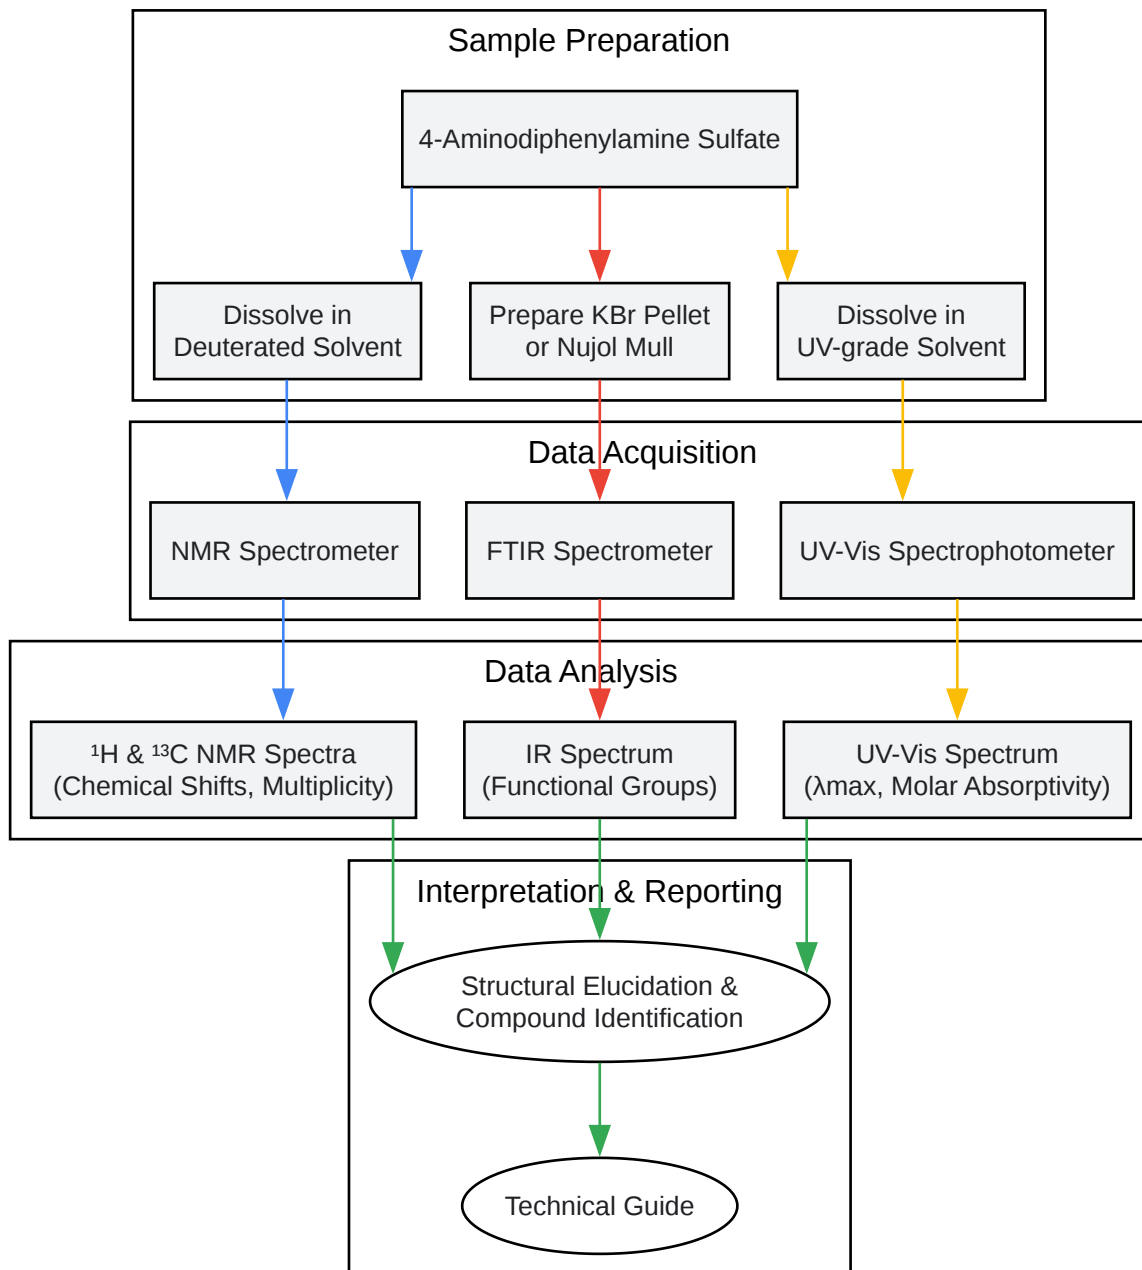 Sample Preparation
4-Aminodiphenylamine Sulfate
Dissolve in
Deuterated Solvent
Prepare KBr Pellet
or Nujol Mull
Dissolve in
UV-grade Solvent
Data Acquisition
NMR Spectrometer
FTIR Spectrometer
UV-Vis Spectrophotometer
Data Analysis
¹H & ¹³C NMR Spectra
(Chemical Shifts, Multiplicity)
IR Spectrum
(Functional Groups)
UV-Vis Spectrum
(λmax, Molar Absorptivity)
Interpretation & Reporting
Structural Elucidation &
Compound Identification
Technical Guide